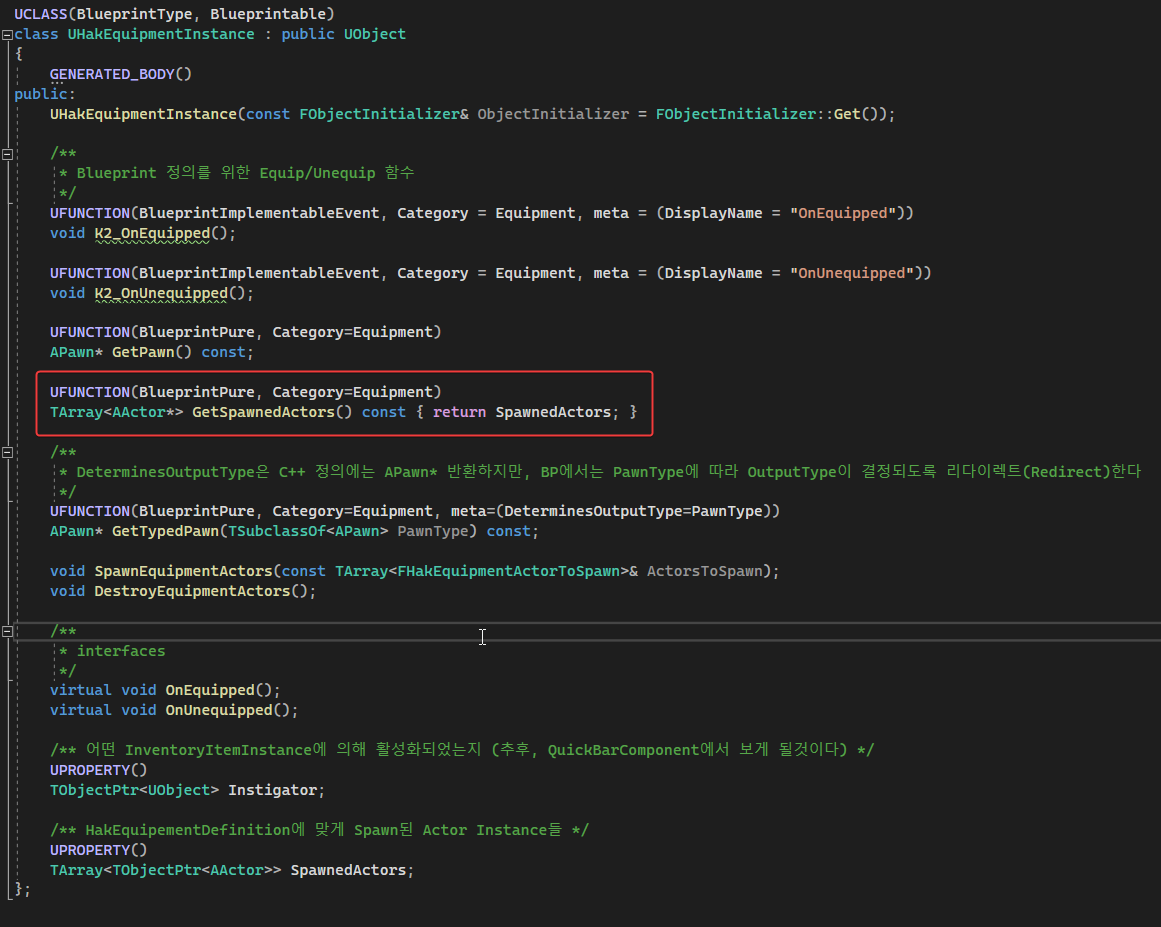 UCLASS(BlueprintType, Blueprintable)
class UHakEquipmentInstance : public UObject
{
    GENERATED_BODY()
public:
    UHakEquipmentInstance(const FObjectInitializer& ObjectInitializer = FObjectInitializer::Get());

    /**
     * Blueprint 정의를 위한 Equip/Unequip 함수
     */
    UFUNCTION(BlueprintImplementableEvent, Category = Equipment, meta = (DisplayName = "OnEquipped"))
    void K2_OnEquipped();

    UFUNCTION(BlueprintImplementableEvent, Category = Equipment, meta = (DisplayName = "OnUnequipped"))
    void K2_OnUnequipped();

    UFUNCTION(BlueprintPure, Category=Equipment)
    APawn* GetPawn() const;

    UFUNCTION(BlueprintPure, Category=Equipment)
    TArray<AActor*> GetSpawnedActors() const { return SpawnedActors; }

    /**
     * DeterminesOutputType은 C++ 정의에는 APawn* 반환하지만, BP에서는 PawnType에 따라 OutputType이 결정되도록 리다이렉트(Redirect)한다
     */
    UFUNCTION(BlueprintPure, Category=Equipment, meta=(DeterminesOutputType=PawnType))
    APawn* GetTypedPawn(TSubclassOf<APawn> PawnType) const;

    void SpawnEquipmentActors(const TArray<FHakEquipmentActorToSpawn>& ActorsToSpawn);
    void DestroyEquipmentActors();

    /**
     * interfaces
     */
    virtual void OnEquipped();
    virtual void OnUnequipped();

    /** 어떤 InventoryItemInstance에 의해 활성화되었는지 (추후, QuickBarComponent에서 보게 될것이다) */
    UPROPERTY()
    TObjectPtr<UObject> Instigator;

    /** HakEquipementDefinition에 맞게 Spawn된 Actor Instance들 */
    UPROPERTY()
    TArray<TObjectPtr<AActor>> SpawnedActors;
};